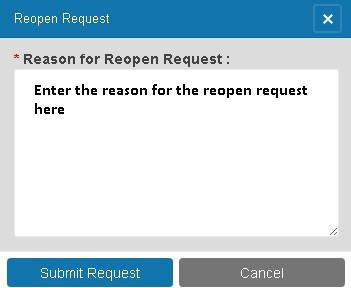 Reopen Request
* Reason for Reopen Request :
Enter the reason for the reopen request
here
Submit Request
Cancel